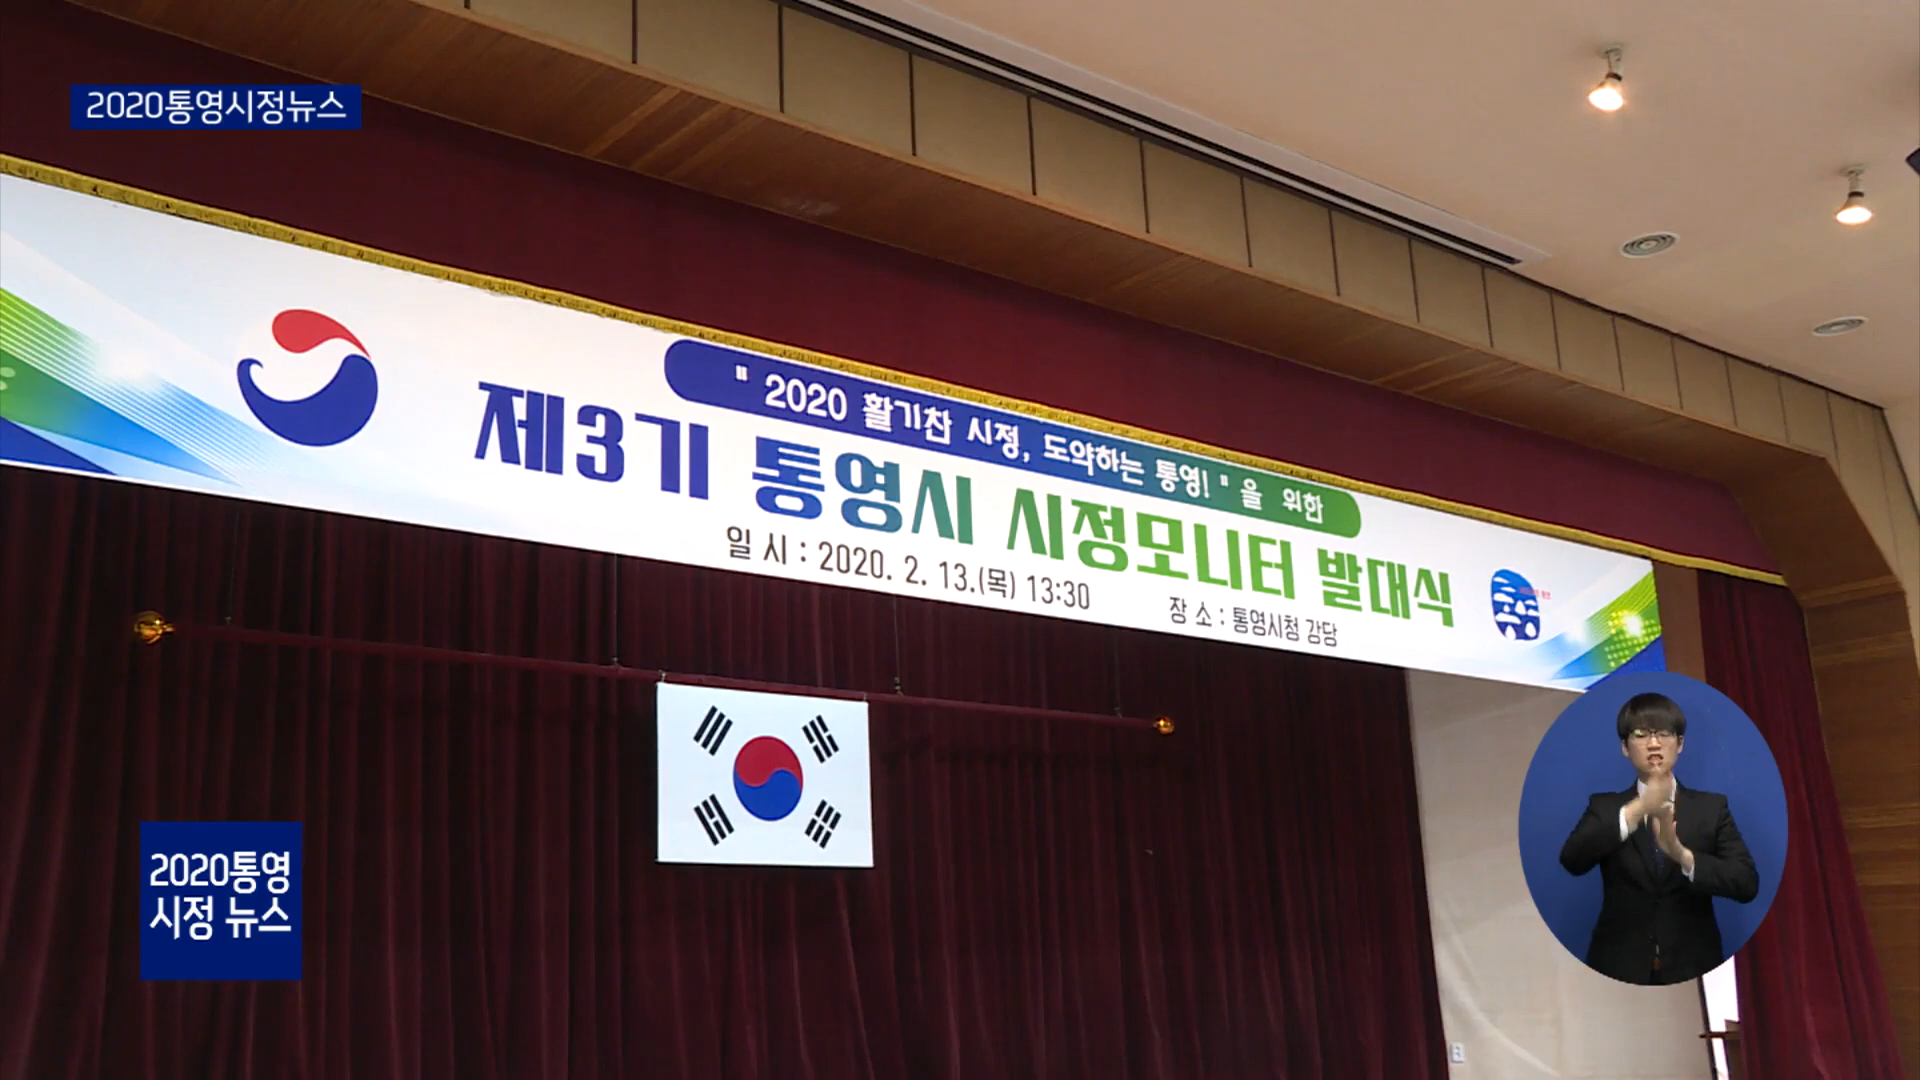 2020통영시정뉴스
" 2020 활기찬 시정, 도약하는 통영! " 을 위한
제3기 통영시 시정모니터 발대식
일 시 : 2020. 2. 13.(목) 13:30
장 소 : 통영시청 강당
2020통영
시정 뉴스